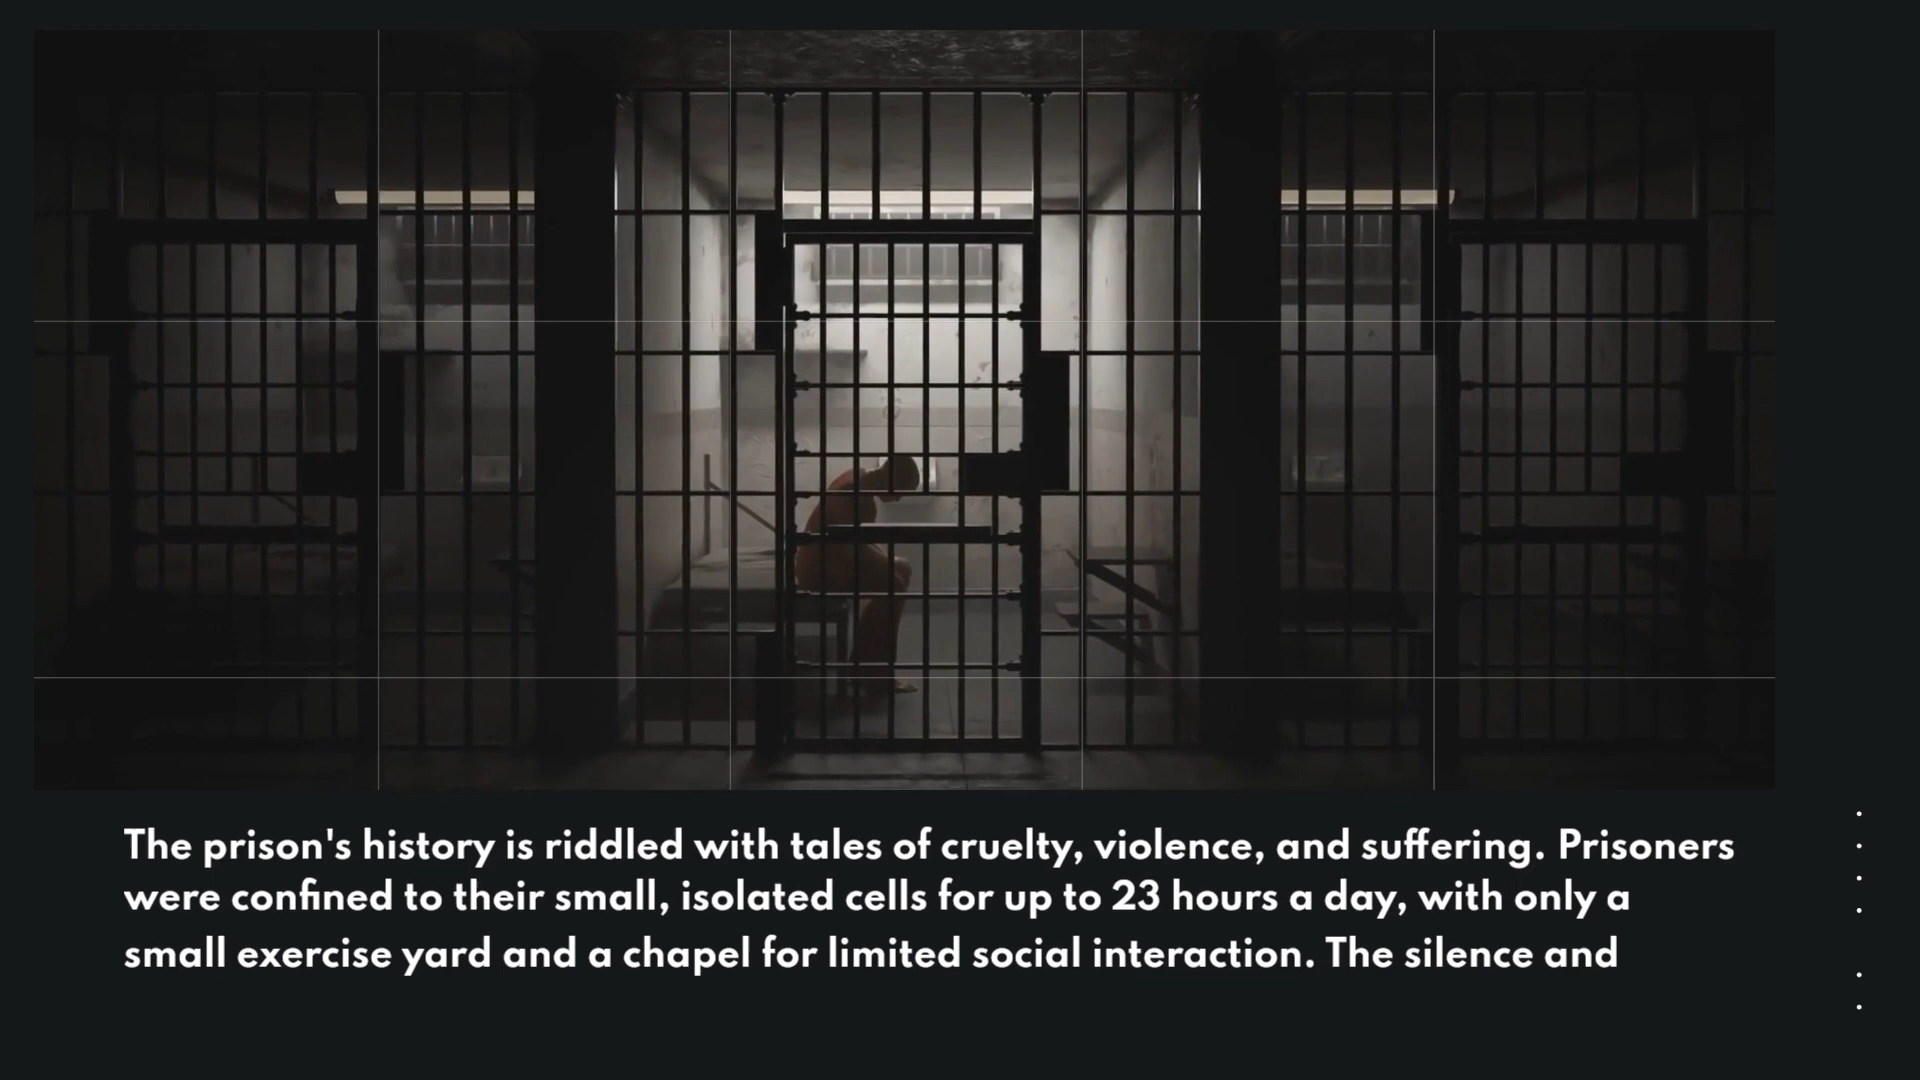 The prison's history is riddled with tales of cruelty, violence, and suffering. Prisoners
were confined to their small, isolated cells for up to 23 hours a day, with only a
small exercise yard and a chapel for limited social interaction. The silence and